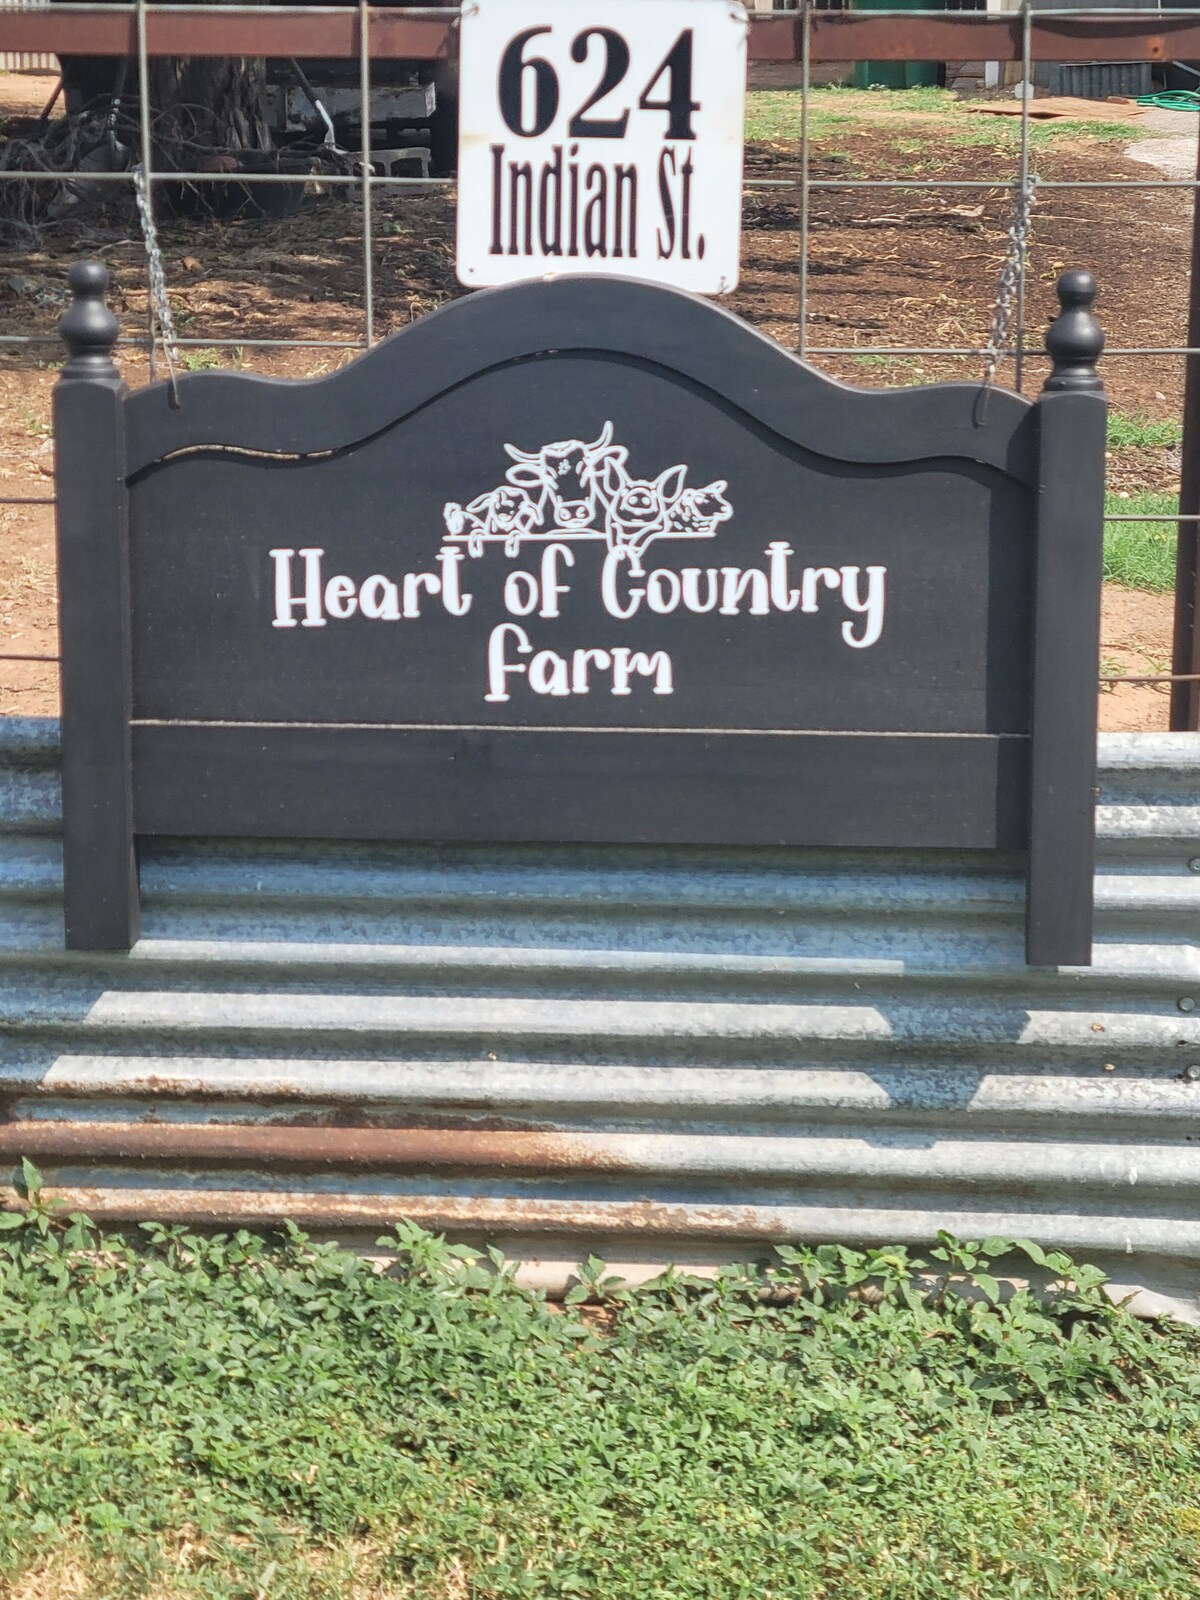 624
Indian St.
Heart of Country
Farm